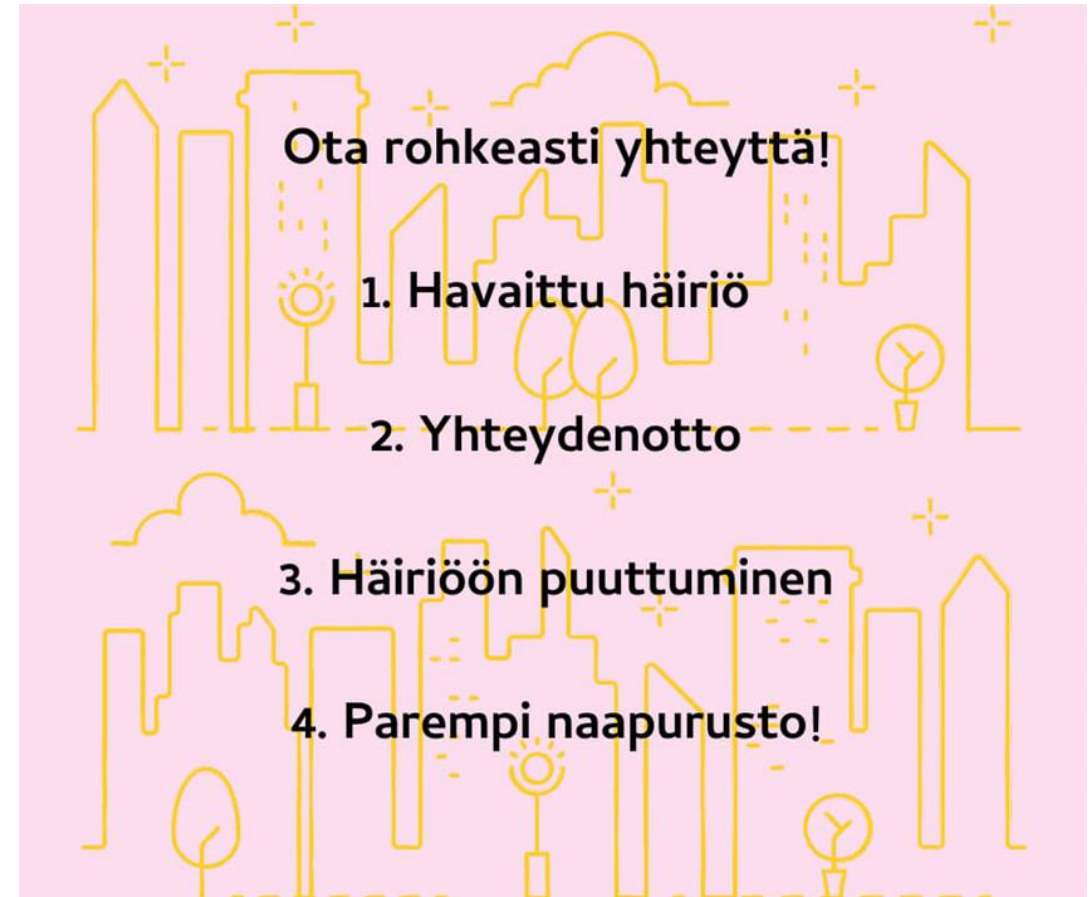 Ota rohkeasti yhteyttä!
1. Havaittu häiriö
2. Yhteydenotto
3. Häiriöön puuttuminen
4. Parempi naapurusto!